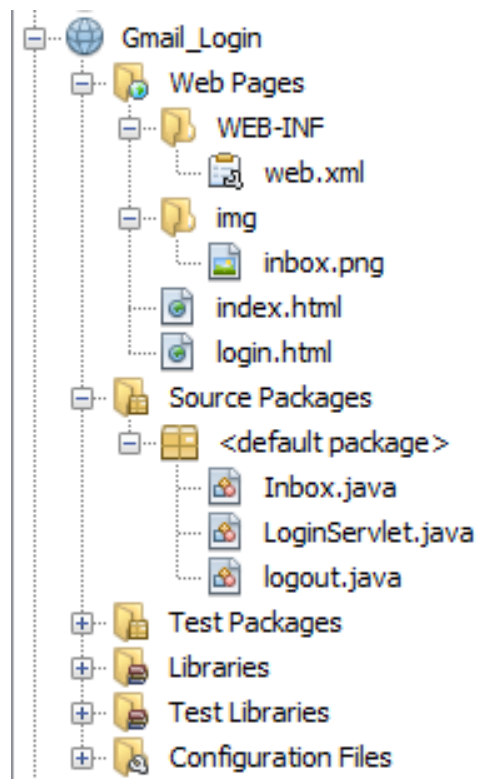 Gmail_Login
Web Pages
WEB-INF
web.xml
img
inbox.png
index.html
login.html
Source Packages
<default package>
Inbox.java
LoginServlet.java
logout.java
Test Packages
Libraries
Test Libraries
Configuration Files